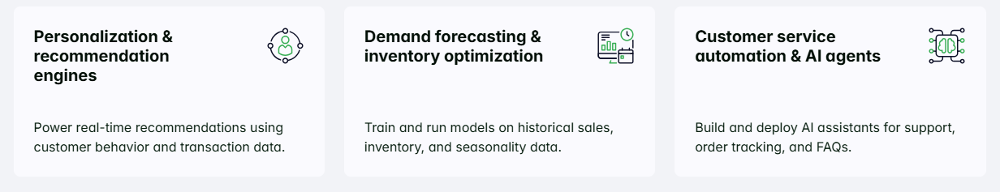 Personalization &
recommendation
engines
Power real-time recommendations using
customer behavior and transaction data.
Demand forecasting &
inventory optimization
Train and run models on historical sales,
inventory, and seasonality data.
Customer service
automation & AI agents
Build and deploy AI assistants for support,
order tracking, and FAQs.